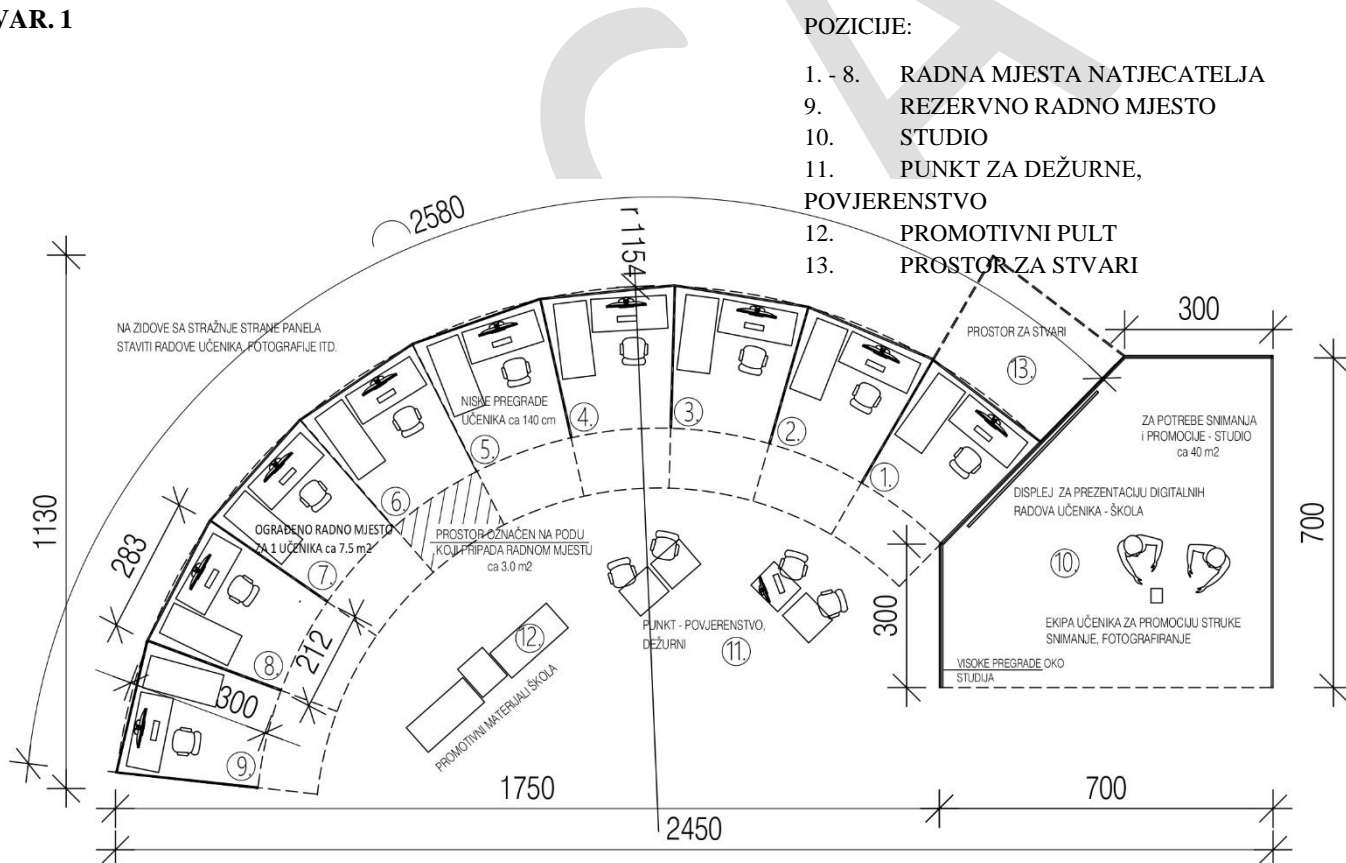 VAR. 1
POZICIJE:
1. - 8. RADNA MJESTA NATJECATELJA
9. REZERVNO RADNO MJESTO
10. STUDIO
11. PUNKT ZA DEŽURNE,
POVJERENSTVO
12. PROMOTIVNI PULT
13. PROSTOR ZA STVARI
2580
r 1154
300
NA ZIDOVE SA STRAŽNJE STRANE PANELA
STAVITI RADOVE UČENIKA, FOTOGRAFIJE ITD.
PROSTOR ZA STVARI
13.
NISKE PREGRADE
UČENIKA ca 140 cm
5.
4.
3.
2.
1.
ZA POTREBE SNIMANJA
i PROMOCIJE - STUDIO
ca 40 m2
DISPLEJ ZA PREZENTACIJU DIGITALNIH
RADOVA UČENIKA - ŠKOLA
10.
EKIPA UČENIKA ZA PROMOCIJU STRUKE
SNIMANJE, FOTOGRAFIRANJE
VISOKE PREGRADE OKO
STUDIJA
700
300
1130
283
6.
OGRAĐENO RADNO MJESTO
ZA 1 UČENIKA ca 7.5 m2
7.
PROSTOR OZNAČEN NA PODU
KOJI PRIPADA RADNOM MJESTU
ca 3.0 m2
212
8.
300
9.
12.
PROMOTIVNI MATERIJALI ŠKOLA
PUNKT - POVJERENSTVO,
DEŽURNI
11.
1750
700
2450